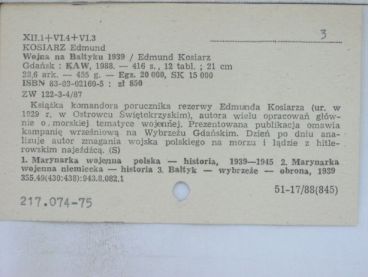 XII.1+VI.4+VI.3
3
KOSIARZ Edmund
Wojna na Bałtyku 1939 / Edmund Kosiarz
Gdańsk : KAW, 1988. — 416 s., 12 tabl. ; 21 cm
23,6 ark. — 455 g. — Egz. 20 000, SK 15 000
ISBN 83-03-02169-5 : zł 850
ZW 122-3-4/87
Książka komandora porucznika rezerwy Edmunda Kosiarza (ur. w
1929 r. w Ostrowcu Świętokrzyskim), autora wielu opracowań głów-
nie o morskiej tematyce wojennej. Prezentowana publikacja omawia
kampanię wrześniową na Wybrzeżu Gdańskim. Dzień po dniu ana-
lizuje autor zmagania wojska polskiego na morzu i lądzie z hitle-
rowskim najeźdźcą. (S)
1. Marynarka wojenna polska — historia, 1939—1945 2. Marynarka
wojenna niemiecka — historia 3. Bałtyk — wybrzeże — obrona, 1939
355.49(430:438):943.8.082.1
51-17/88(845)
217.074-75